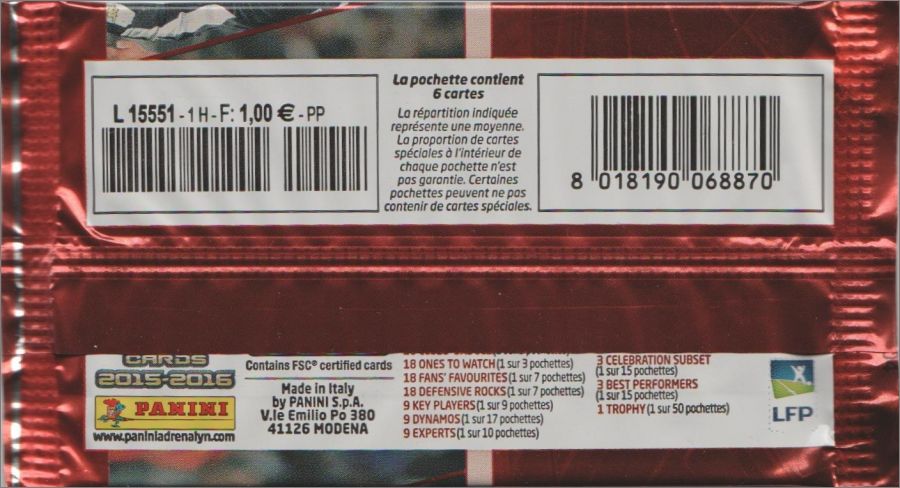 L 15551 - 1 H - F: 1,00 € - PP
La pochette contient
6 cartes
La répartition indiquée
représente une moyenne.
La proportion de cartes
spéciales à l'intérieur de
chaque pochette n'est
pas garantie. Certaines
pochettes peuvent ne pas
contenir de cartes spéciales.
8 018190 068870
CARDS
2015-2016
PANINI
www.paniniadrenalyn.com
Contains FSC® certified cards
Made in Italy
by PANINI S.p.A.
V.le Emilio Po 380
41126 MODENA
18 ONES TO WATCH (1 sur 3 pochettes)
18 FANS' FAVOURITES (1 sur 7 pochettes)
18 DEFENSIVE ROCKS (1 sur 7 pochettes)
9 KEY PLAYERS (1 sur 9 pochettes)
9 DYNAMOS (1 sur 17 pochettes)
9 EXPERTS (1 sur 10 pochettes)
3 CELEBRATION SUBSET
(1 sur 15 pochettes)
3 BEST PERFORMERS
(1 sur 15 pochettes)
1 TROPHY (1 sur 50 pochettes)
LFP